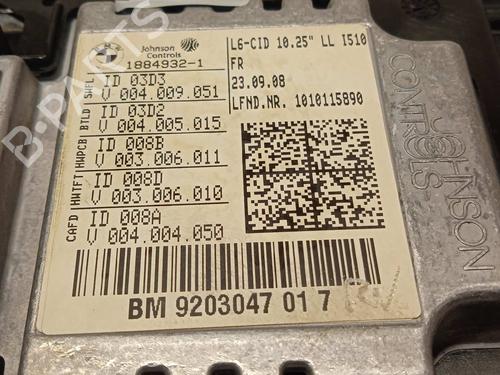 Johnson
Controls
1884932-1
L6-CID 10.25" LL I510
FR
23.09.08
LFND.NR. 1010115890
SWFL
ID 03D3
V 004.009.051
BTLD
ID 03D2
V 004.005.015
HWPCB
ID 008B
V 003.006.011
HWTFT
ID 008D
V 003.006.010
CAFD
ID 008A
V 004.004.050
BM 9203047 01 7
JOHNSON
CONTROLS
B-PARTS